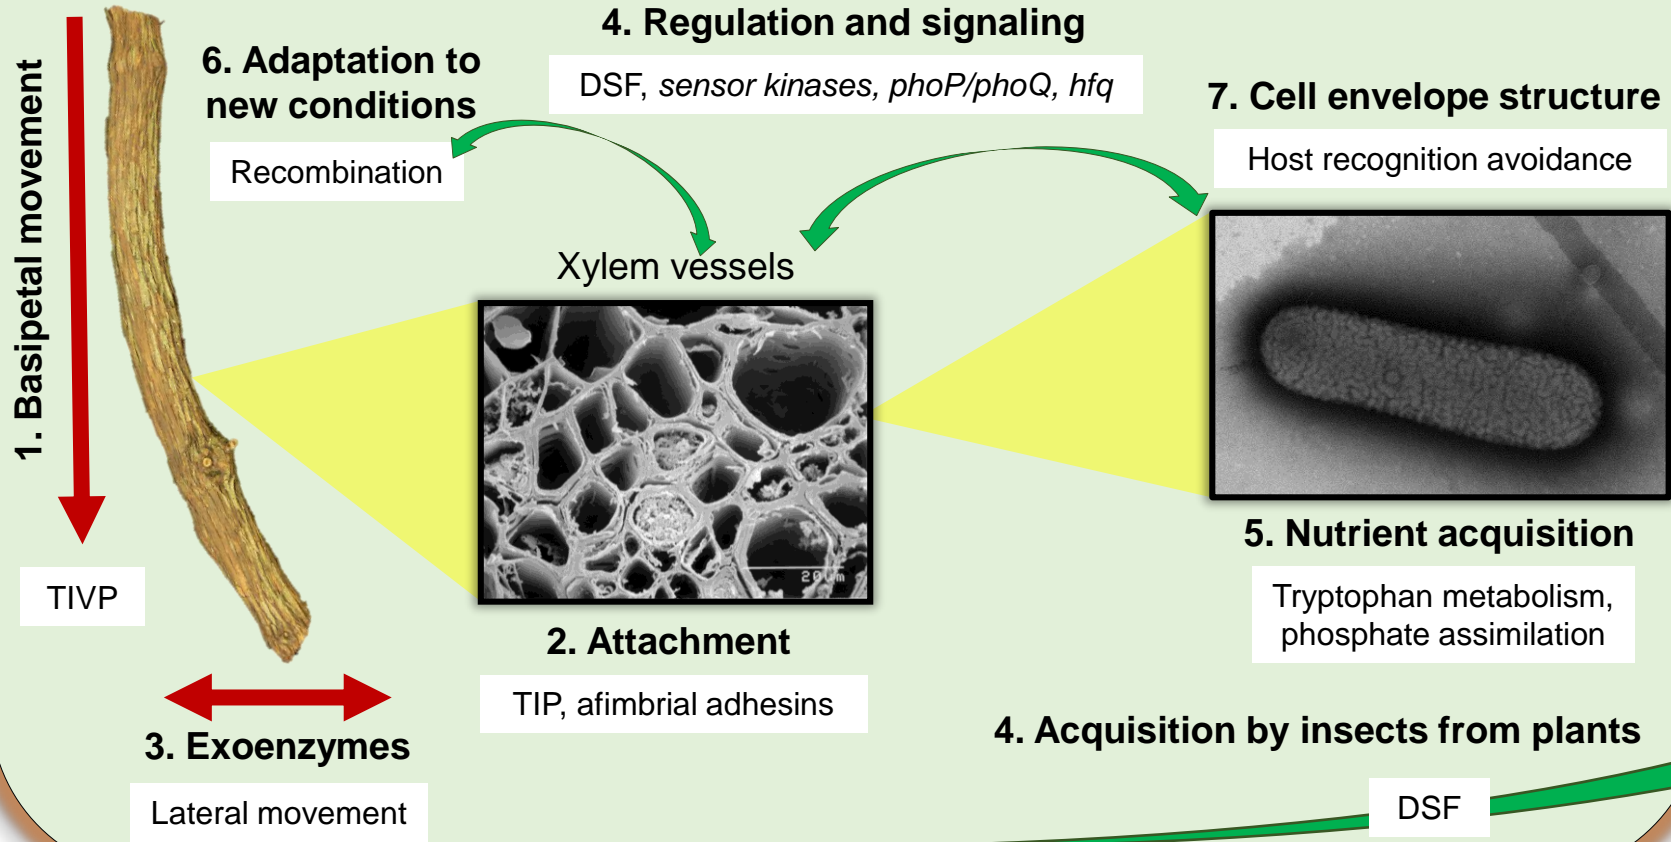 1. Basipetal movement
TIVP
6. Adaptation to
new conditions
Recombination
4. Regulation and signaling
DSF, sensor kinases, phoP/phoQ, hfq
7. Cell envelope structure
Host recognition avoidance
Xylem vessels
20µm
2. Attachment
TIP, afimbrial adhesins
5. Nutrient acquisition
Tryptophan metabolism,
phosphate assimilation
3. Exoenzymes
Lateral movement
4. Acquisition by insects from plants
DSF